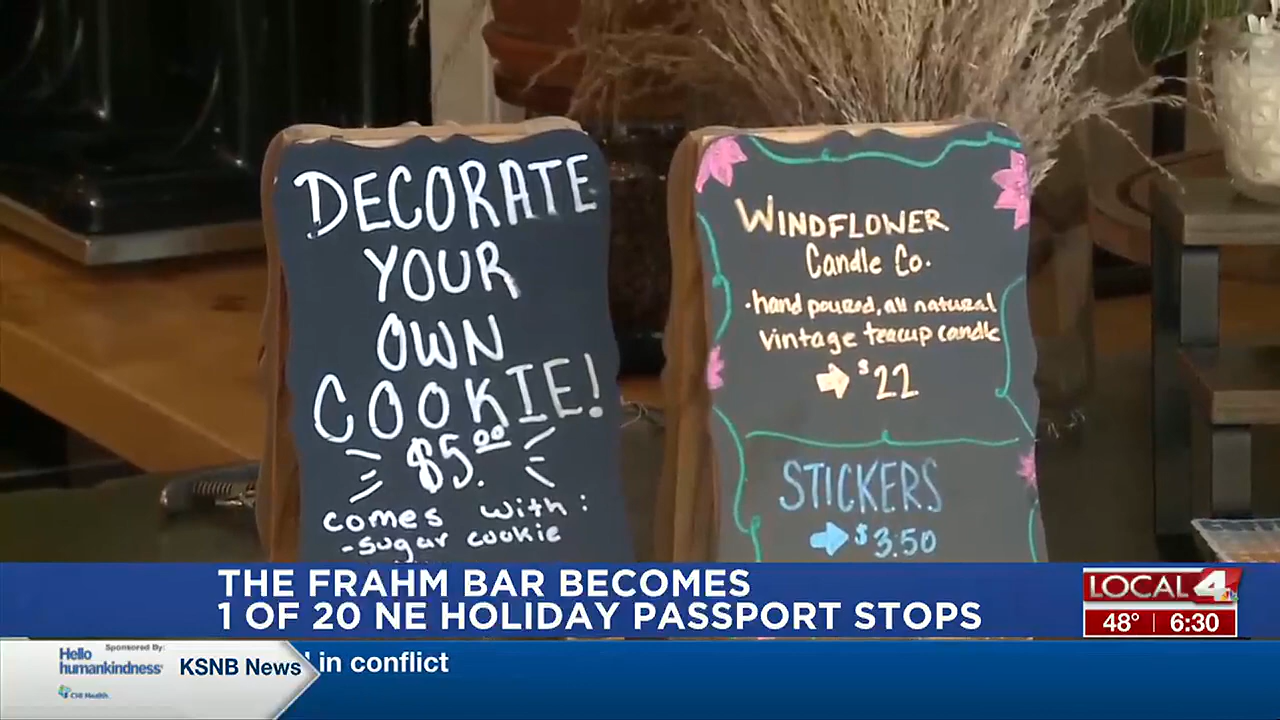 DECORATE
YOUR
OWN
COOKIE!
$5.00
comes with:
-sugar cookie
WINDFLOWER
Candle Co.
·hand poured, all natural
vintage teacup candle
$22
STICKERS
$3.50
THE FRAHM BAR BECOMES
1 OF 20 NE HOLIDAY PASSPORT STOPS
LOCAL 4
48° | 6:30
Sponsored By:
Hello
humankindness
CHI Health
KSNB News
in conflict